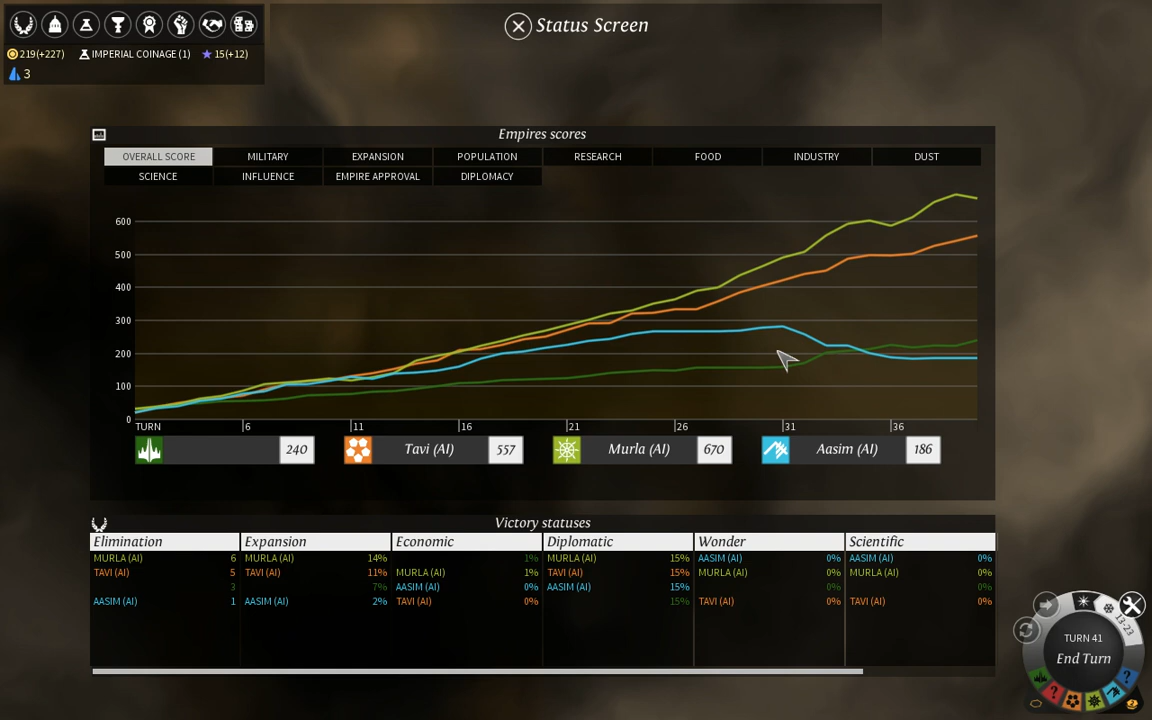 Status Screen
219(+227) IMPERIAL COINAGE (1) 15(+12)
3
Empires scores
OVERALL SCORE MILITARY EXPANSION POPULATION RESEARCH FOOD INDUSTRY DUST
SCIENCE INFLUENCE EMPIRE APPROVAL DIPLOMACY
600
500
400
300
200
100
0
TURN 6 11 16 21 26 31 36
240 Tavi (AI) 557 Murla (AI) 670 Aasim (AI) 186
Victory statuses
Elimination Expansion Economic Diplomatic Wonder Scientific
MURLA (AI) 6 MURLA (AI) 14% 1% MURLA (AI) 15% AASIM (AI) 0% AASIM (AI) 0%
TAVI (AI) 5 TAVI (AI) 11% MURLA (AI) 1% TAVI (AI) 15% MURLA (AI) 0% MURLA (AI) 0%
3 7% AASIM (AI) 0% AASIM (AI) 15% 0% 0%
AASIM (AI) 1 AASIM (AI) 2% TAVI (AI) 0% 15% TAVI (AI) 0% TAVI (AI) 0%
13-23
TURN 41
End Turn
? ?
2